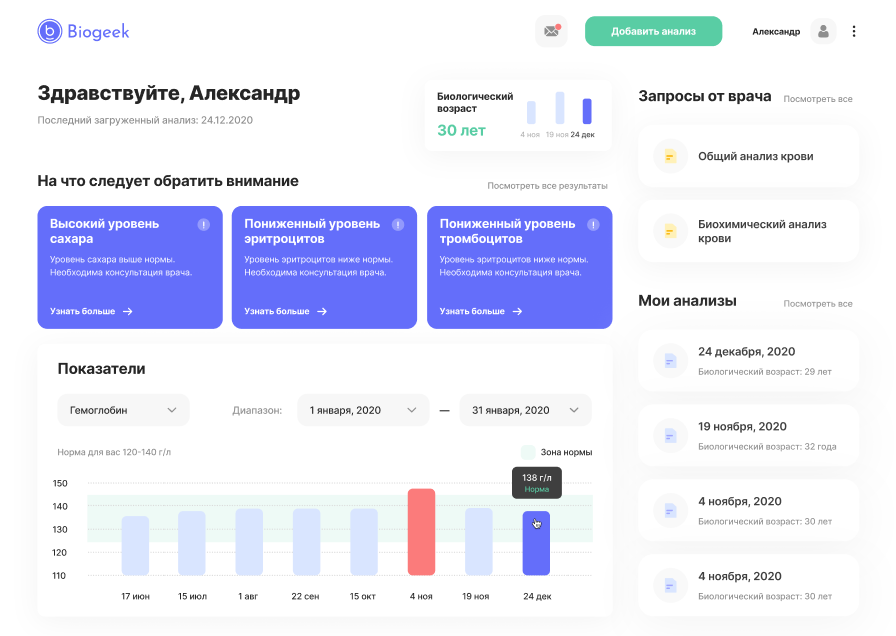 Biogeek
Добавить анализ
Александр
Здравствуйте, Александр
Последний загруженный анализ: 24.12.2020
Биологический
возраст
30 лет
4 ноя 19 ноя 24 дек
На что следует обратить внимание
Посмотреть все результаты
Высокий уровень
сахара
Уровень сахара выше нормы.
Необходима консультация врача.
Узнать больше
Пониженный уровень
эритроцитов
Уровень эритроцитов ниже нормы.
Необходима консультация врача.
Узнать больше
Пониженный уровень
тромбоцитов
Уровень эритроцитов ниже нормы.
Необходима консультация врача.
Узнать больше
Показатели
Гемоглобин
Диапазон:
1 января, 2020
—
31 января, 2020
Норма для вас 120-140 г/л
Зона нормы
138 г/л
Норма
150
140
130
120
110
17 июн 15 июл 1 авг 22 сен 15 окт 4 ноя 19 ноя 24 дек
Запросы от врача
Посмотреть все
Общий анализ крови
Биохимический анализ
крови
Мои анализы
Посмотреть все
24 декабря, 2020
Биологический возраст: 29 лет
19 ноября, 2020
Биологический возраст: 32 года
4 ноября, 2020
Биологический возраст: 30 лет
4 ноября, 2020
Биологический возраст: 30 лет